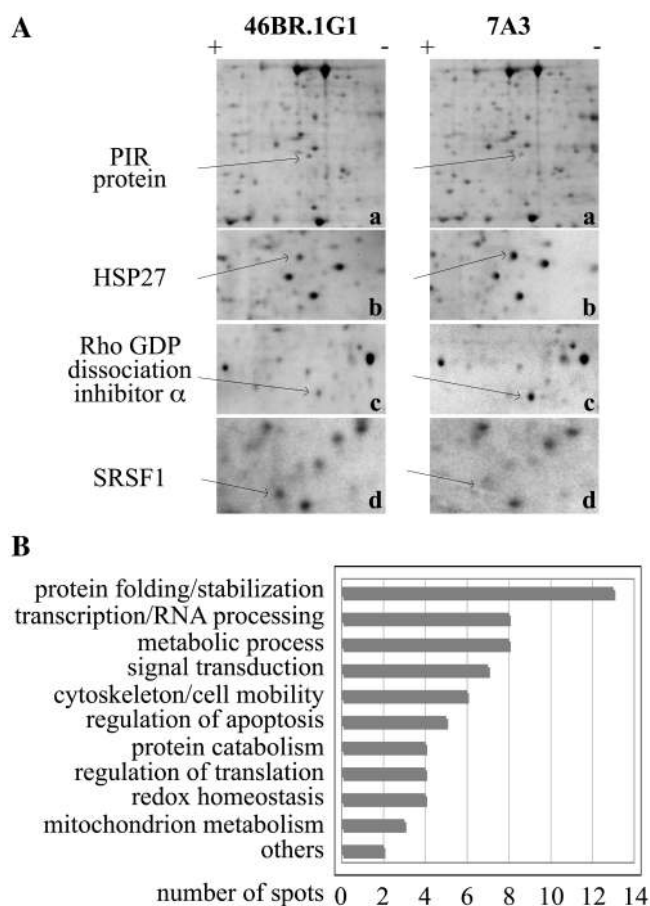 A
46BR.1G1
7A3
+ -
+ -
PIR
protein
a
a
HSP27
b
b
Rho GDP
dissociation
inhibitor α
c
c
SRSF1
d
d
B
protein folding/stabilization
transcription/RNA processing
metabolic process
signal transduction
cytoskeleton/cell mobility
regulation of apoptosis
protein catabolism
regulation of translation
redox homeostasis
mitochondrion metabolism
others
number of spots 0 2 4 6 8 10 12 14